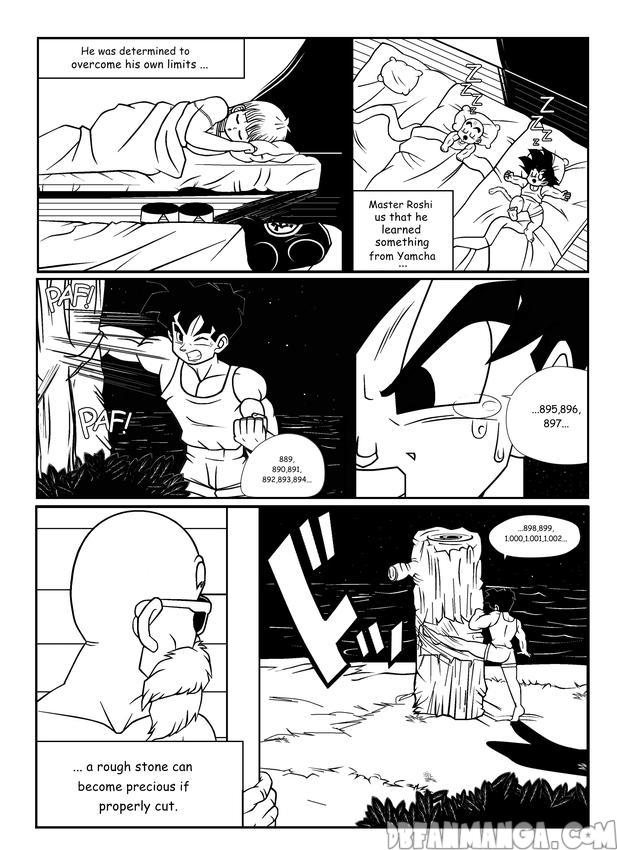 He was determined to
overcome his own limits ...
Z
Z
Z
Z
Z
Z
Z
Z
Master Roshi
us that he
learned
something
from Yamcha
...
PAF!
PAF!
889,
890,891,
892,893,894...
...895,896,
897...
... a rough stone can
become precious if
properly cut.
ドッ
...898,899,
1.000,1.001,1.002...
DBFANMANGA.COM